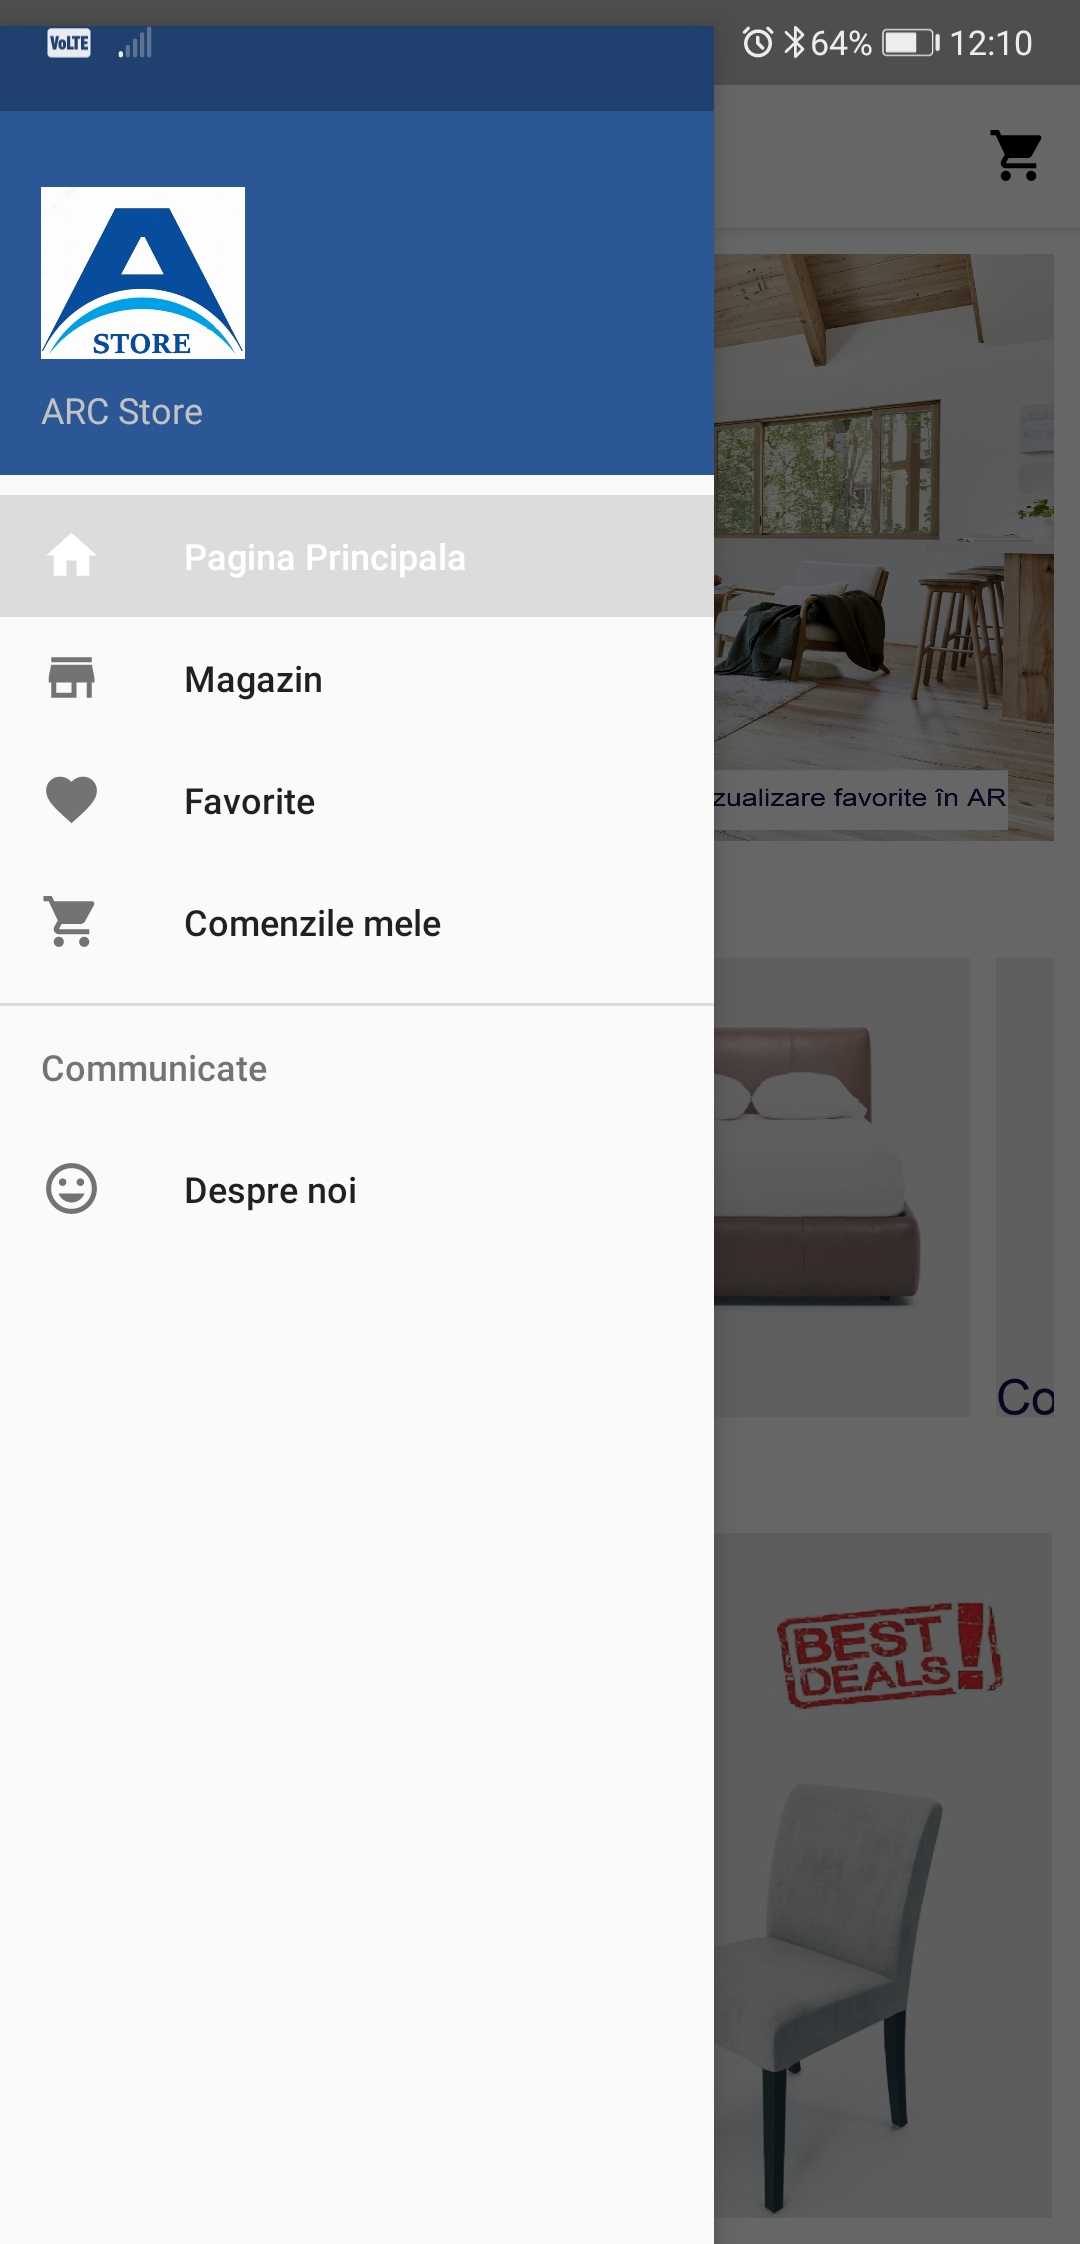 VoLTE
64% 12:10
STORE
ARC Store
Pagina Principala
Magazin
Favorite
Comenzile mele
Communicate
Despre noi
zualizare favorite în AR
Co
BEST
DEALS!